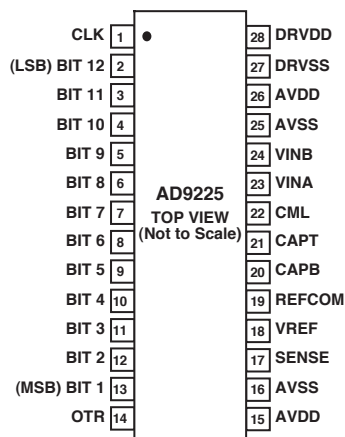 CLK 1 28 DRVDD
(LSB) BIT 12 2 27 DRVSS
BIT 11 3 26 AVDD
BIT 10 4 25 AVSS
BIT 9 5 24 VINB
BIT 8 6 23 VINA
BIT 7 7 22 CML
BIT 6 8 21 CAPT
BIT 5 9 20 CAPB
BIT 4 10 19 REFCOM
BIT 3 11 18 VREF
BIT 2 12 17 SENSE
(MSB) BIT 1 13 16 AVSS
OTR 14 15 AVDD
AD9225
TOP VIEW
(Not to Scale)